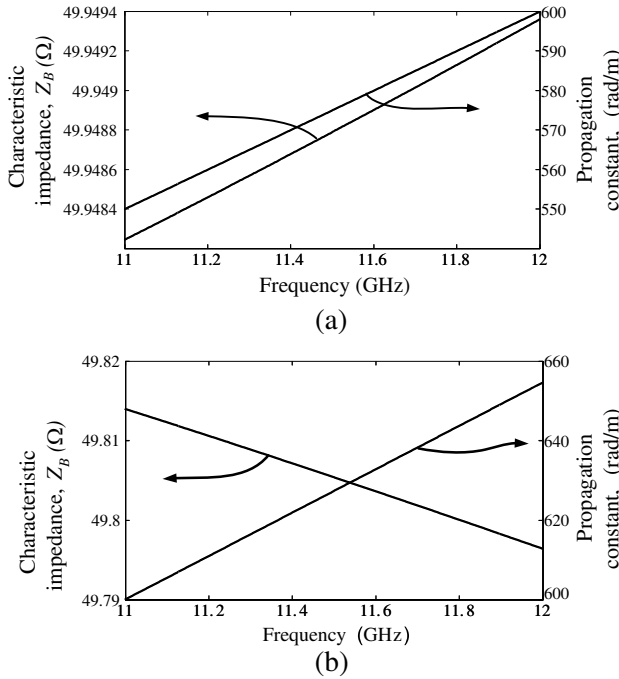 49.9494
49.9492
49.949
49.9488
49.9486
49.9484
Characteristic
impedance, Z_B (Ω)
600
590
580
570
560
550
Propagation
constant, (rad/m)
11 11.2 11.4 11.6 11.8 12
Frequency (GHz)
(a)
49.82
49.81
49.8
49.79
Characteristic
impedance, Z_B (Ω)
660
640
620
600
Propagation
constant, (rad/m)
11 11.2 11.4 11.6 11.8 12
Frequency (GHz)
(b)